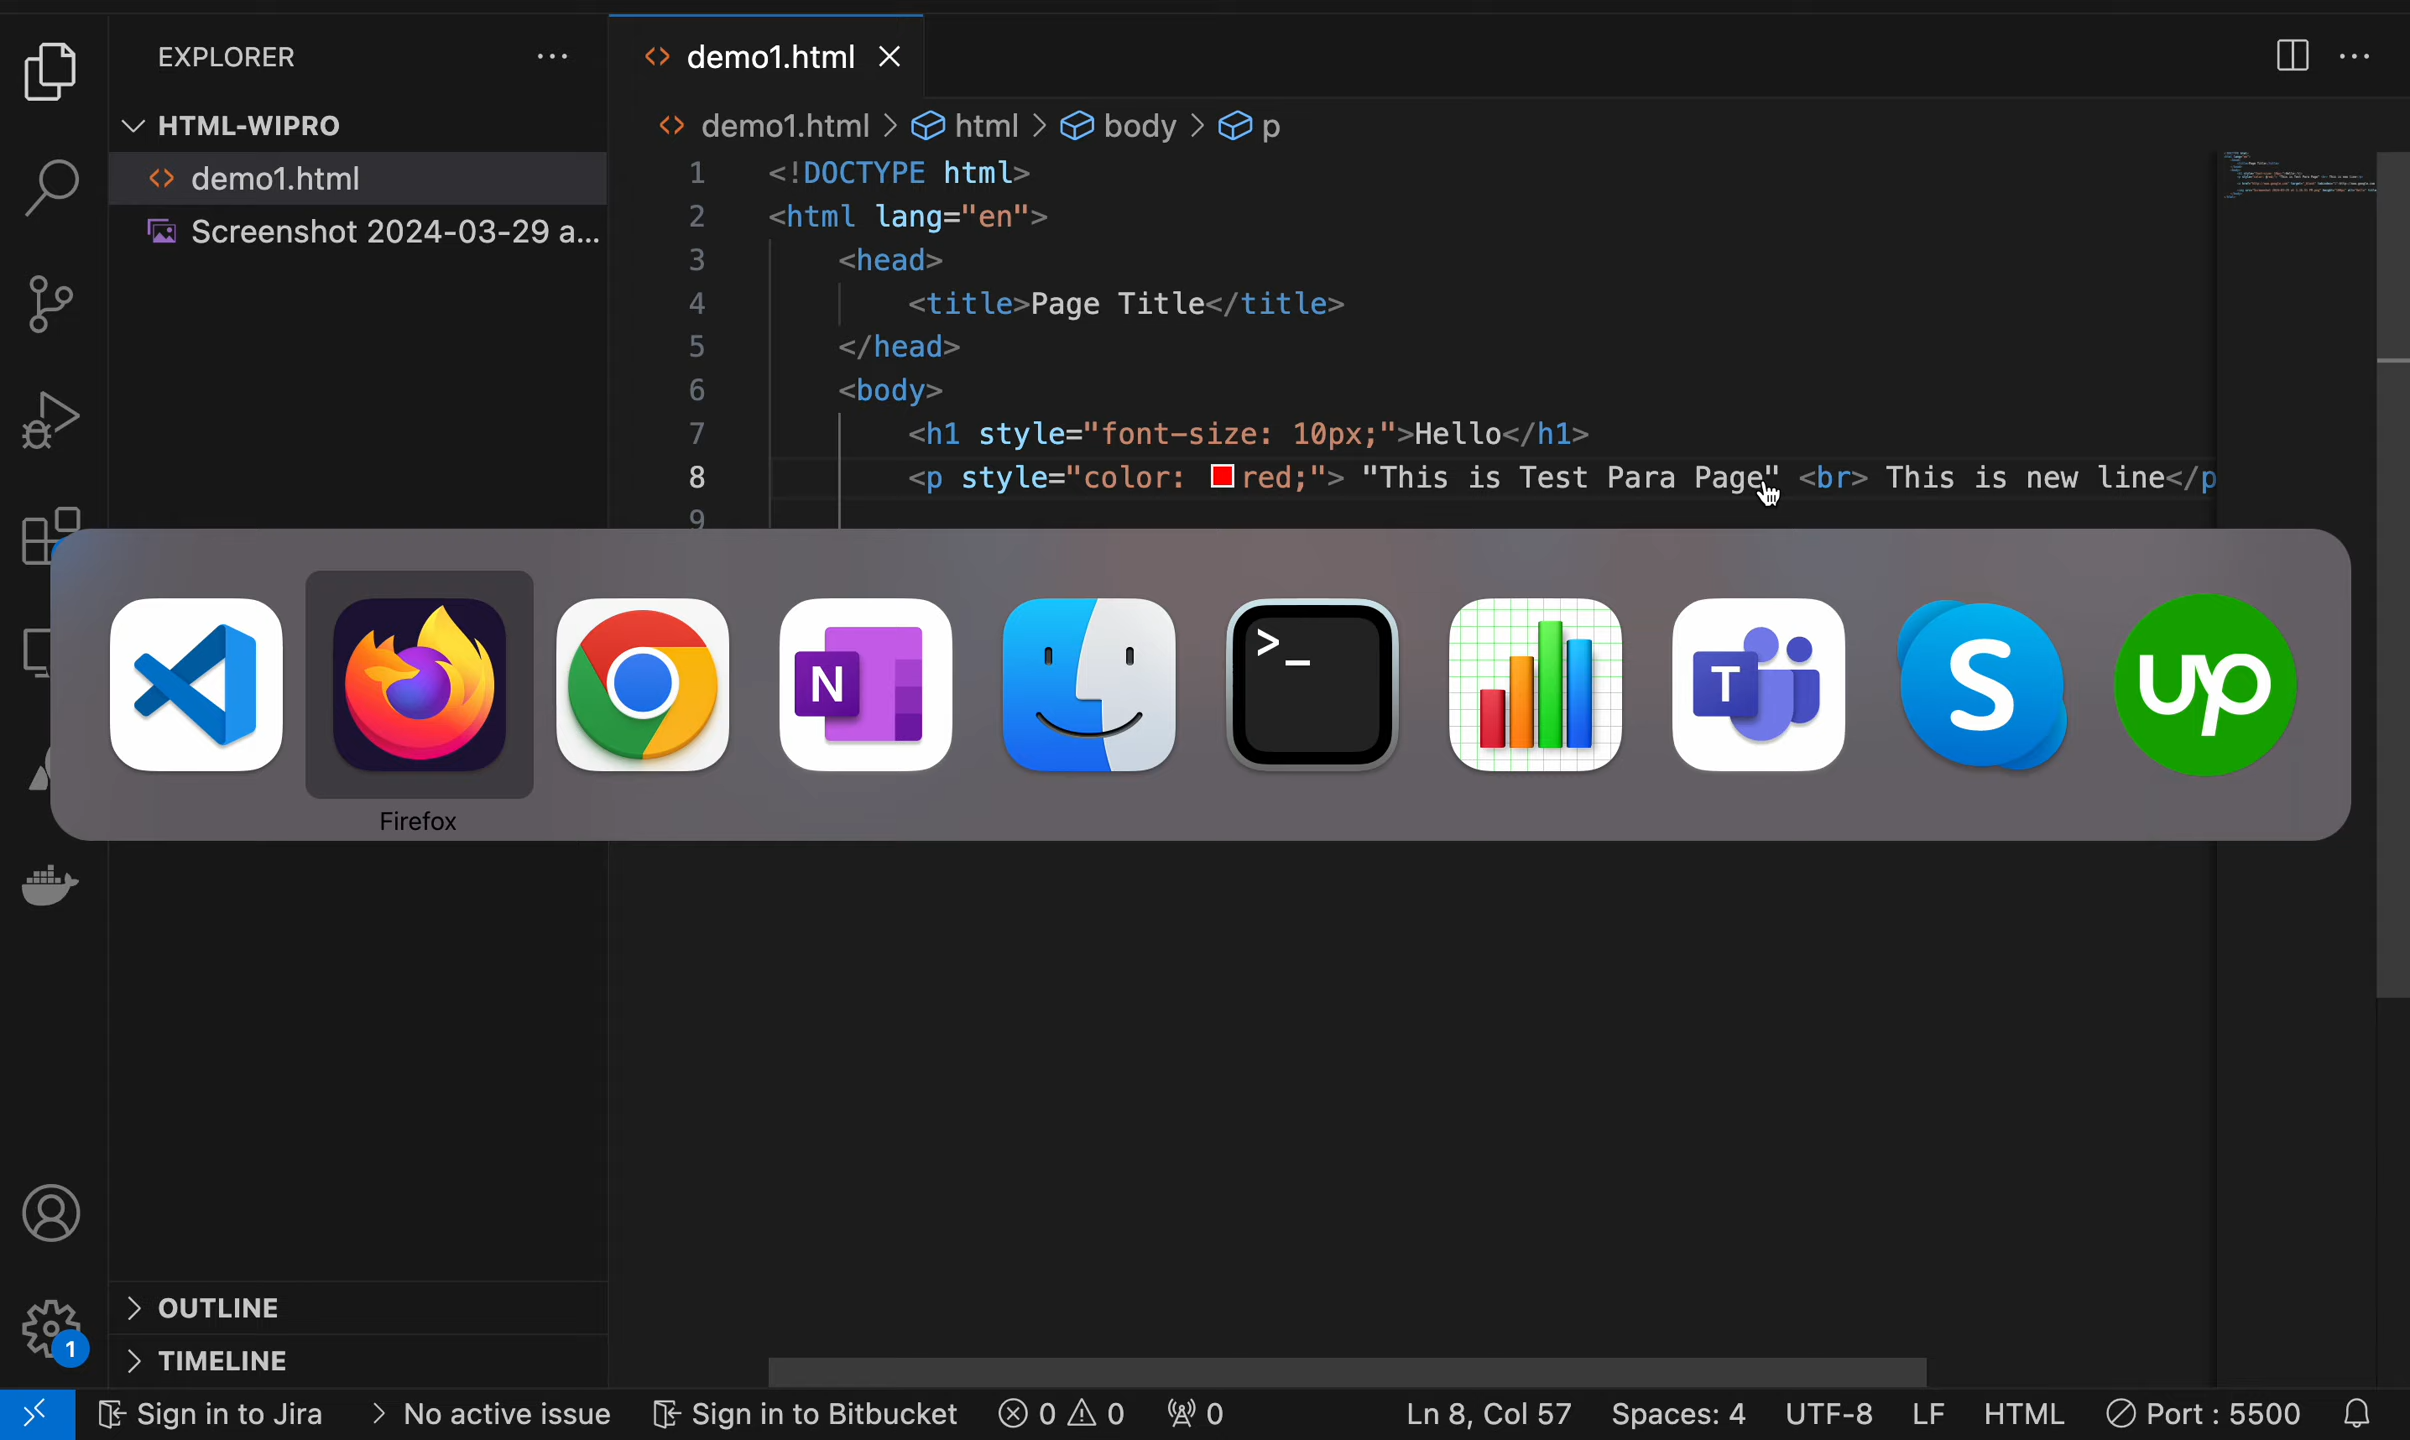 EXPLORER
HTML-WIPRO
demo1.html
Screenshot 2024-03-29 a...
demo1.html
demo1.html > html > body > p
1 <!DOCTYPE html>
2 <html lang="en">
3 <head>
4 <title>Page Title</title>
5 </head>
6 <body>
7 <h1 style="font-size: 10px;">Hello</h1>
8 <p style="color: red;"> "This is Test Para Page" <br> This is new line</p
9
N
>_
T
S
up
Firefox
OUTLINE
TIMELINE
1
Sign in to Jira > No active issue Sign in to Bitbucket 0 0 0 Ln 8, Col 57 Spaces: 4 UTF-8 LF HTML Port : 5500